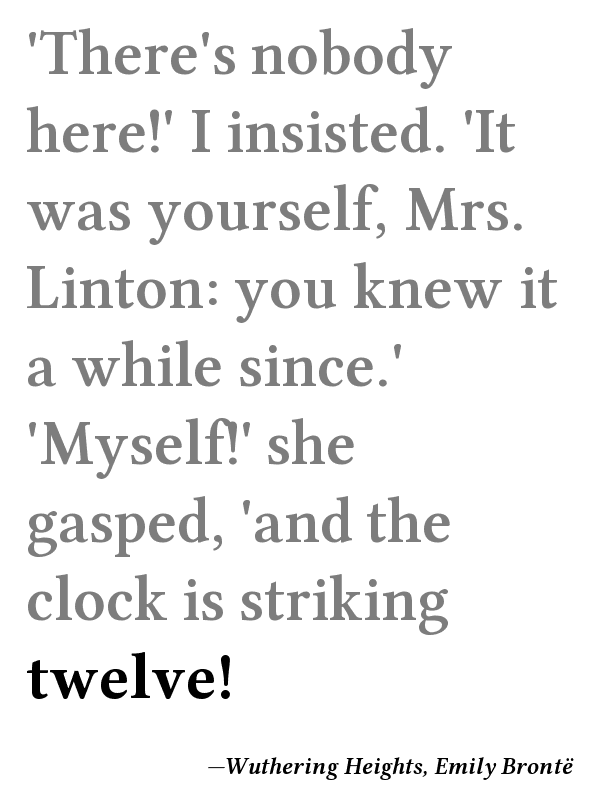 'There's nobody
here!' I insisted. 'It
was yourself, Mrs.
Linton: you knew it
a while since.'
'Myself!' she
gasped, 'and the
clock is striking
twelve!
—Wuthering Heights, Emily Brontë